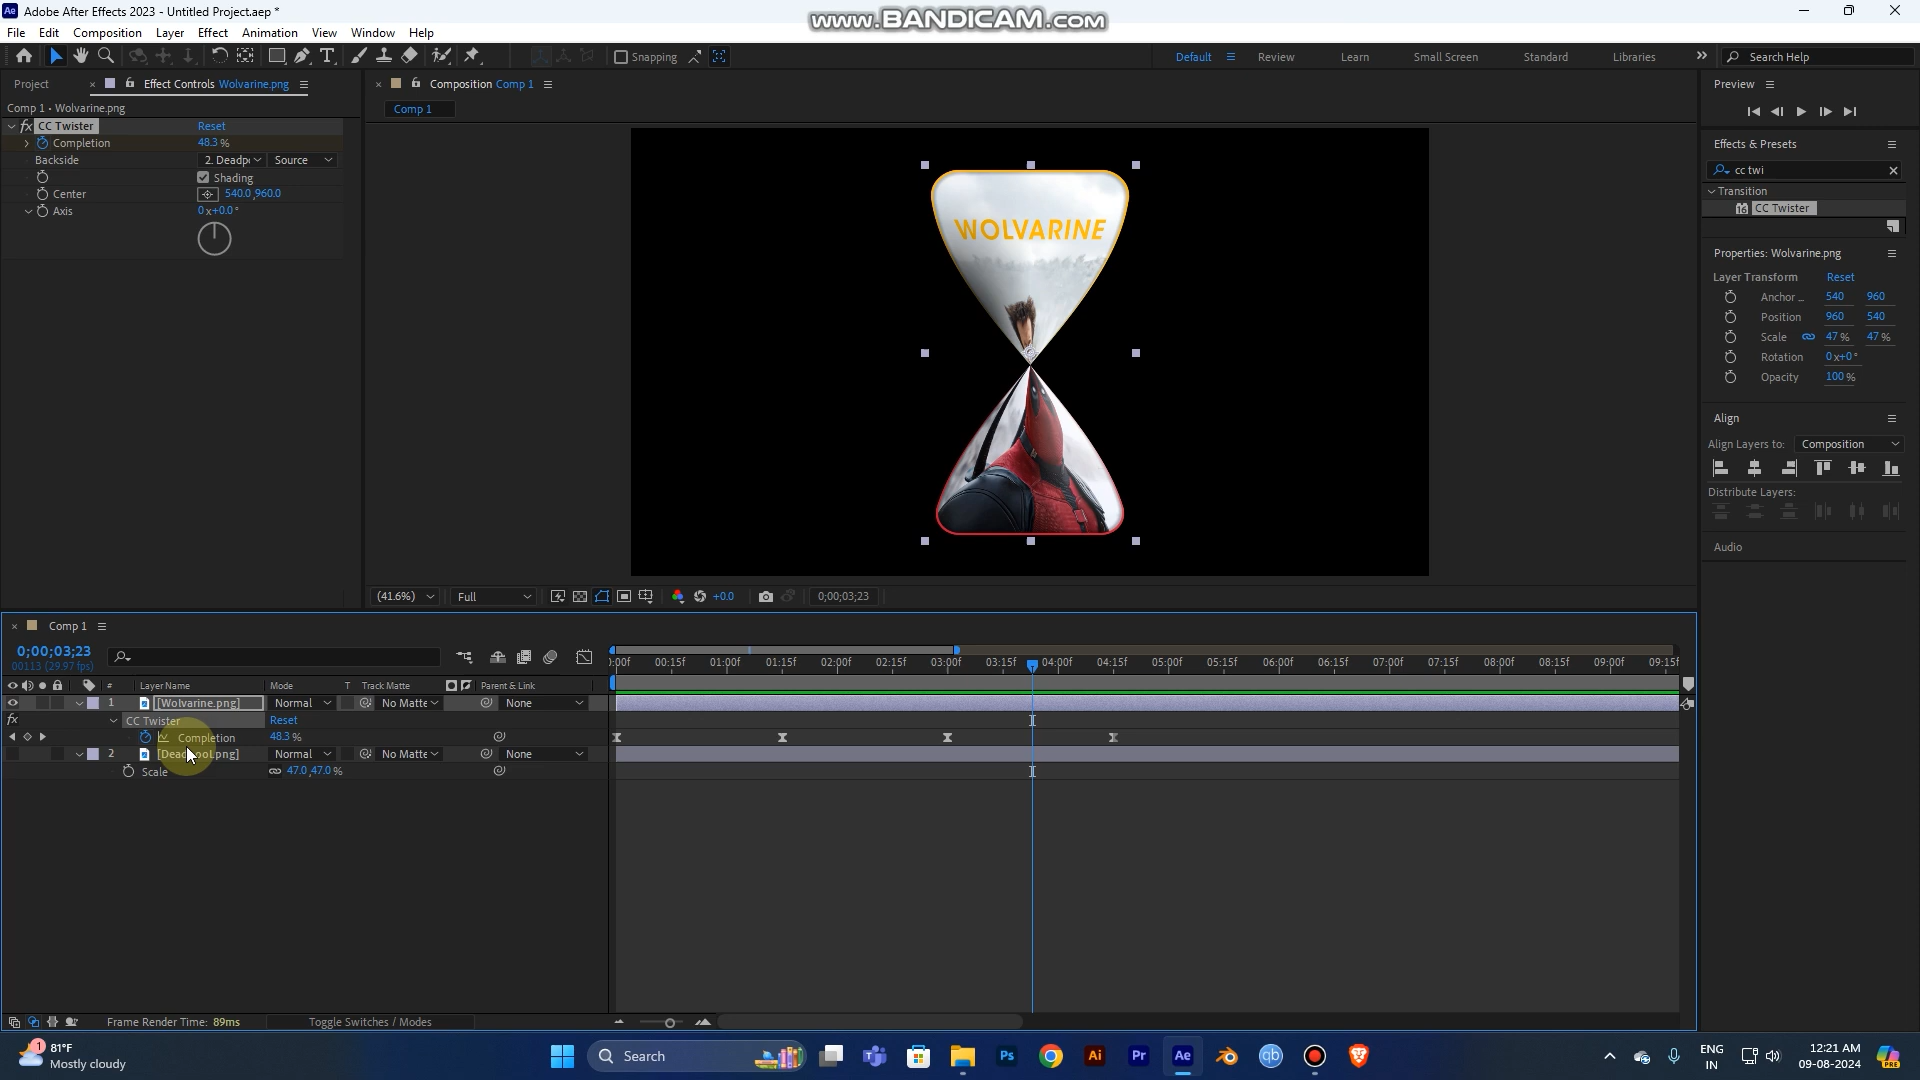 Adobe After Effects 2023 - Untitled Project.aep *
www.BANDICAM.com
File Edit Composition Layer Effect Animation View Window Help
Snapping
Default Review Learn Small Screen Standard Libraries
Search Help
Project
Effect Controls Wolvarine.png
Comp 1 • Wolvarine.png
fx CC Twister Reset
Completion 48.3 %
Backside 2. Deadp Source
Shading
Center 540.0,960.0
Axis 0x+0.0°
Composition Comp 1
Comp 1
WOLVARINE
(41.6%) Full +0.0 0;00;03;23
Preview
Effects & Presets
cc twi
Transition
CC Twister
Properties: Wolvarine.png
Layer Transform Reset
Anchor ... 540 960
Position 960 540
Scale 47 % 47 %
Rotation 0x+0°
Opacity 100 %
Align
Align Layers to: Composition
Distribute Layers:
Audio
Comp 1
0;00;03;23
00113 (29.97 fps)
:00f 00:15f 01:00f 01:15f 02:00f 02:15f 03:00f 03:15f 04:00f 04:15f 05:00f 05:15f 06:00f 06:15f 07:00f 07:15f 08:00f 08:15f 09:00f 09:15f
# Layer Name Mode T Track Matte Parent & Link
1 [Wolvarine.png] Normal No Matte None
fx CC Twister Reset
Completion 48.3 %
2 [Deadpool.png] Normal No Matte None
Scale 47.0,47.0 %
Frame Render Time: 89ms Toggle Switches / Modes
1 81°F
Mostly cloudy
Search
Ps Ai Pr Ae qb
ENG
IN
12:21 AM
09-08-2024
PRE